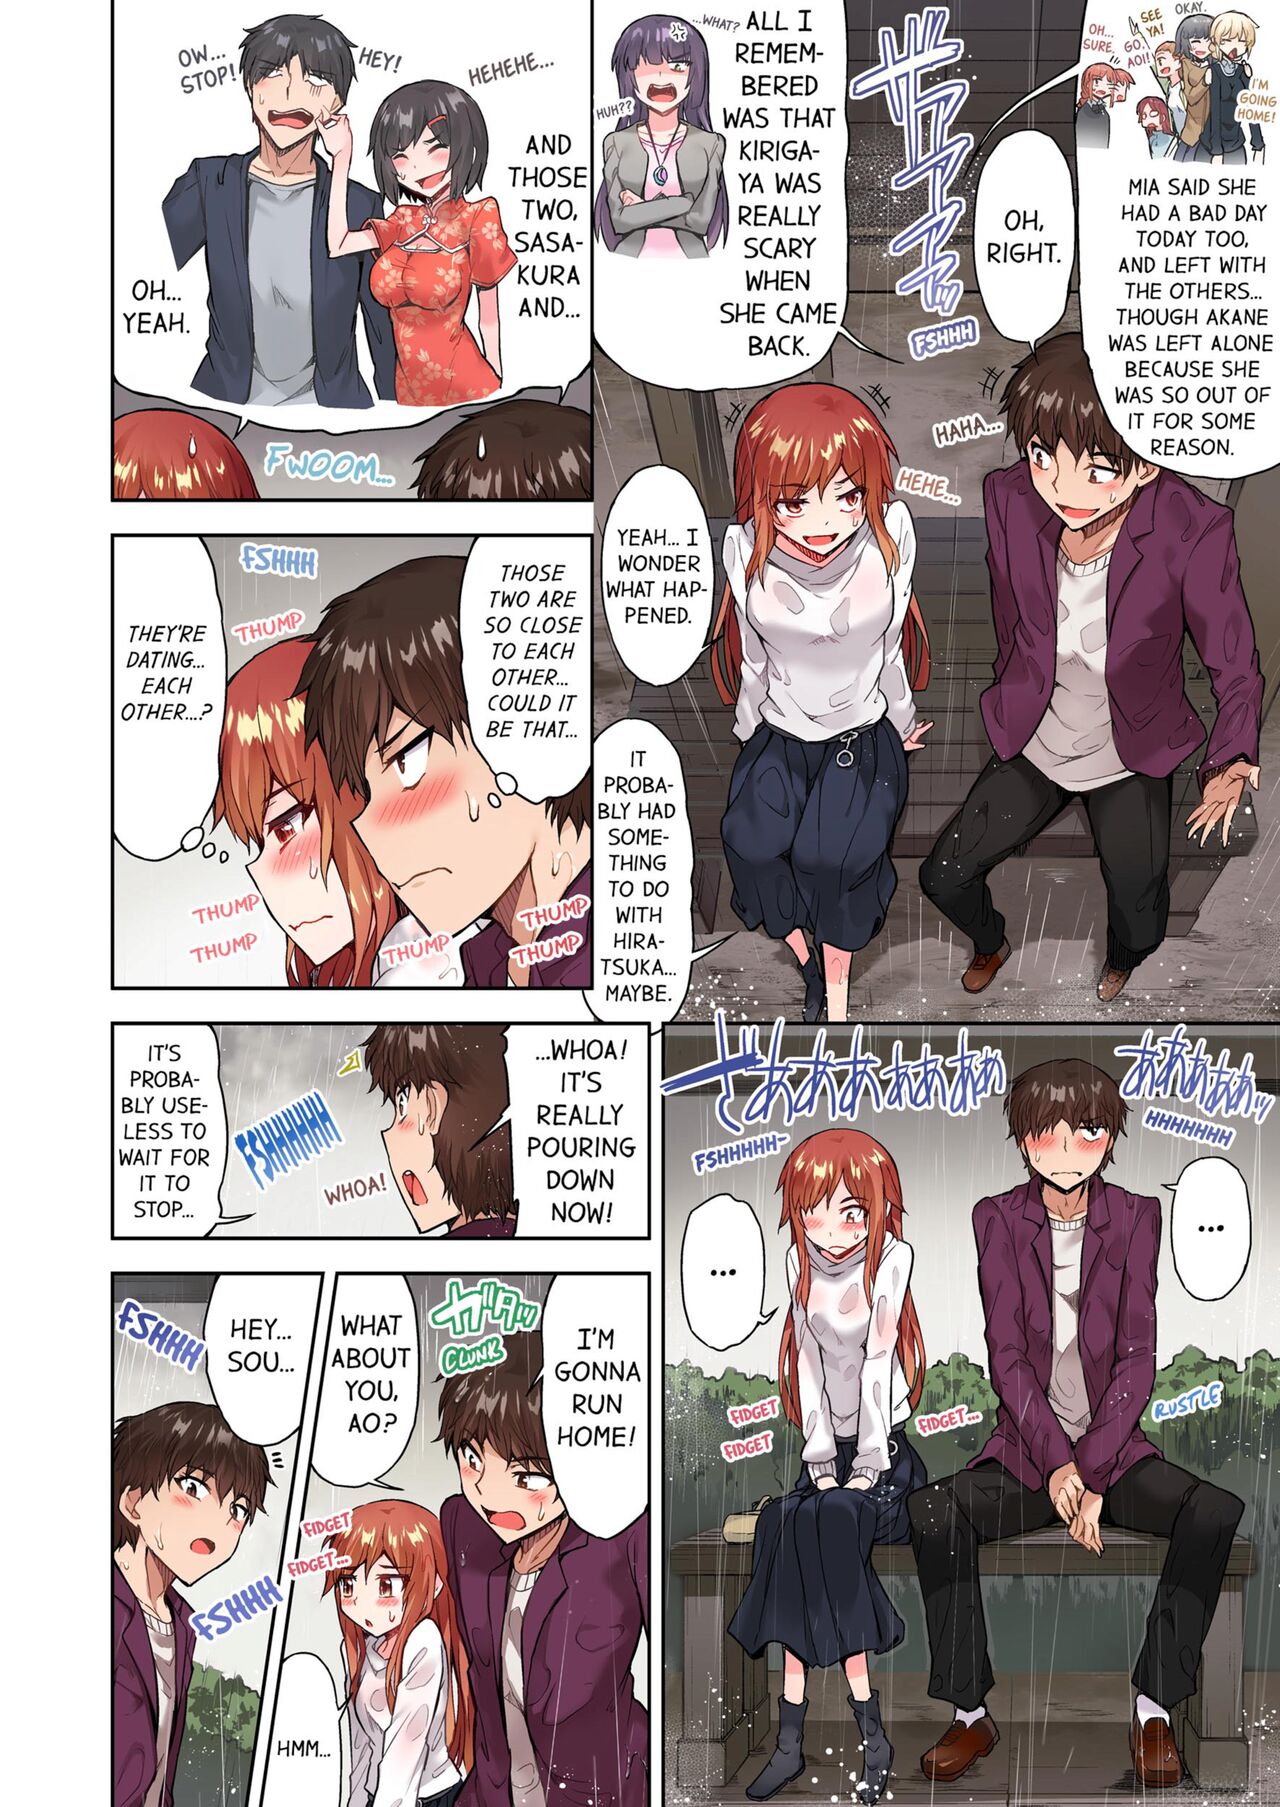 OH... SURE.
GO, AOI!
SEE YA!
OKAY.
I'M GOING HOME!
MIA SAID SHE
HAD A BAD DAY
TODAY TOO,
AND LEFT WITH
THE OTHERS...
THOUGH AKANE
WAS LEFT ALONE
BECAUSE SHE
WAS SO OUT OF
IT FOR SOME
REASON.
OH,
RIGHT.
FSHHH
...WHAT?
HUH??
ALL I
REMEM-
BERED
WAS THAT
KIRIGA-
YA WAS
REALLY
SCARY
WHEN
SHE CAME
BACK.
HAHA...
HEHE...
YEAH... I
WONDER
WHAT HAP-
PENED.
IT
PROBA-
BLY HAD
SOME-
THING
TO DO
WITH
HIRA-
TSUKA...
MAYBE.
OW...
STOP!
HEY!
HEHEHE...
AND
THOSE
TWO,
SASA-
KURA
AND...
OH...
YEAH.
FWOOM...
FSHHH
THUMP
THOSE
TWO ARE
SO CLOSE
TO EACH
OTHER...
COULD IT
BE THAT...
THEY'RE
DATING...
EACH
OTHER...?
THUMP
THUMP
THUMP
THUMP
THUMP
ざあああああああぁ
あああああぁッ
FSHHHHH-
HHHHHHH
...
...
FIDGET
FIDGET
FIDGET...
RUSTLE
...WHOA!
IT'S
REALLY
POURING
DOWN
NOW!
WHOA!
FSHHHHHHH
IT'S
PROBA-
BLY USE-
LESS TO
WAIT FOR
IT TO
STOP...
I'M
GONNA
RUN
HOME!
ガタッ
CLUNK
WHAT
ABOUT
YOU,
AO?
FIDGET
FIDGET...
HMM...
HEY...
SOU...
FSHHH
FSHHH